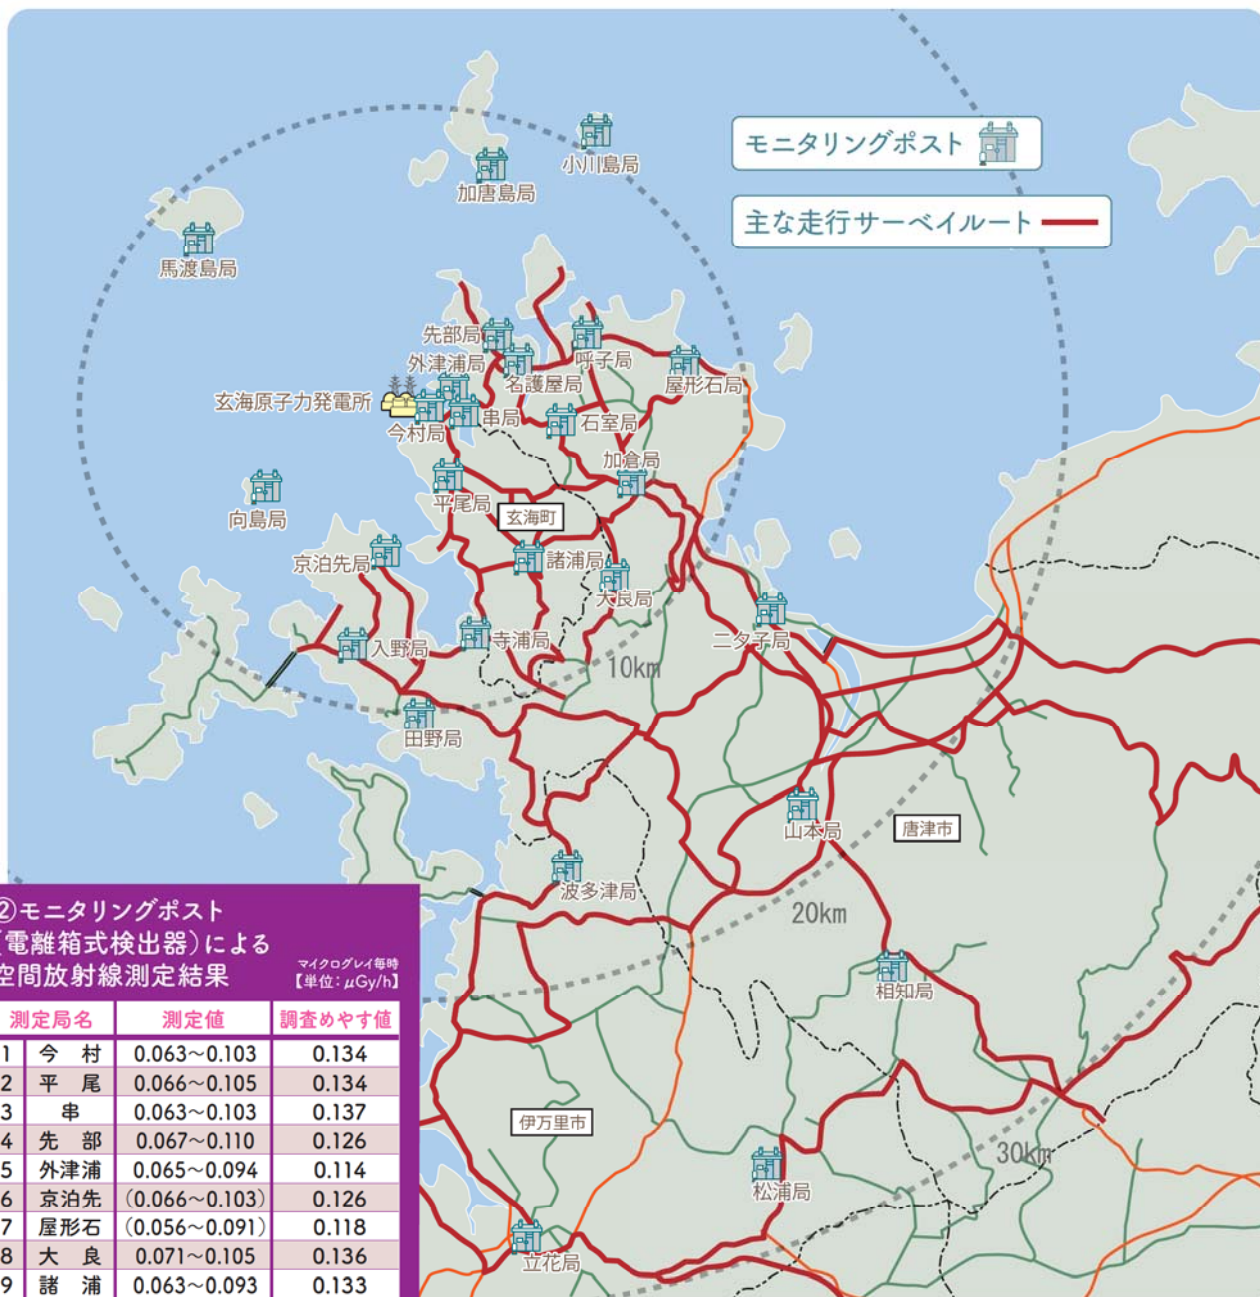 モニタリングポスト
主な走行サーベイルート
小川島局
加唐島局
馬渡島局
先部局
外津浦局
名護屋局
呼子局
屋形石局
玄海原子力発電所
今村局
串局
石室局
加倉局
平尾局
玄海町
向島局
京泊先局
諸浦局
大良局
入野局
寺浦局
二タ子局
10km
田野局
山本局
唐津市
波多津局
20km
相知局
伊万里市
30km
松浦局
立花局
②モニタリングポスト
(電離箱式検出器)による
空間放射線測定結果
マイクログレイ毎時
【単位:μGy/h】
測定局名 測定値 調査めやす値
1 今 村 0.063～0.103 0.134
2 平 尾 0.066～0.105 0.134
3 串 0.063～0.103 0.137
4 先 部 0.067～0.110 0.126
5 外津浦 0.065～0.094 0.114
6 京泊先 (0.066～0.103) 0.126
7 屋形石 (0.056～0.091) 0.118
8 大 良 0.071～0.105 0.136
9 諸 浦 0.063～0.093 0.133